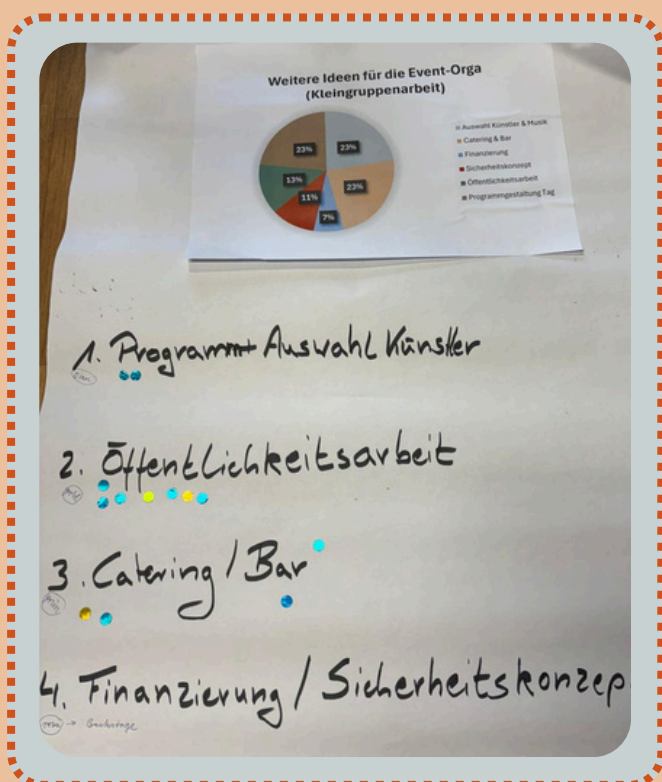 Weitere Ideen für die Event-Orga
(Kleingruppenarbeit)
23%
23%
23%
7%
11%
13%
Auswahl Künstler & Musik
Catering & Bar
Finanzierung
Sicherheitskonzept
Öffentlichkeitsarbeit
Programmgestaltung Tag
1. Programm + Auswahl Künstler
2. Öffentlichkeitsarbeit
3. Catering / Bar
4. Finanzierung / Sicherheitskonzep
→ Backstage